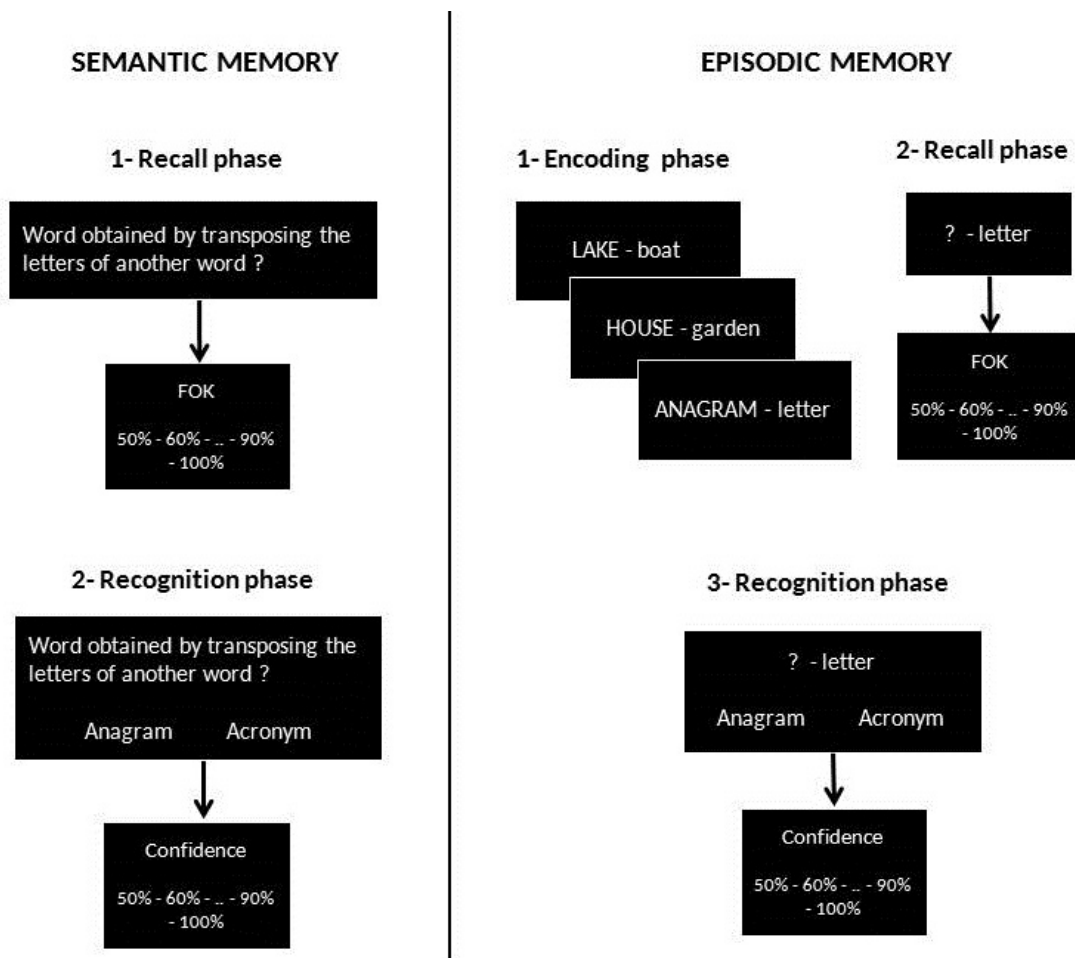 SEMANTIC MEMORY
1- Recall phase
Word obtained by transposing the
letters of another word ?
FOK
50% - 60% - .. - 90%
- 100%
2- Recognition phase
Word obtained by transposing the
letters of another word ?
Anagram Acronym
Confidence
50% - 60% - .. - 90%
- 100%
EPISODIC MEMORY
1- Encoding phase
LAKE - boat
HOUSE - garden
ANAGRAM - letter
2- Recall phase
? - letter
FOK
50% - 60% - .. - 90%
- 100%
3- Recognition phase
? - letter
Anagram Acronym
Confidence
50% - 60% - .. - 90%
- 100%